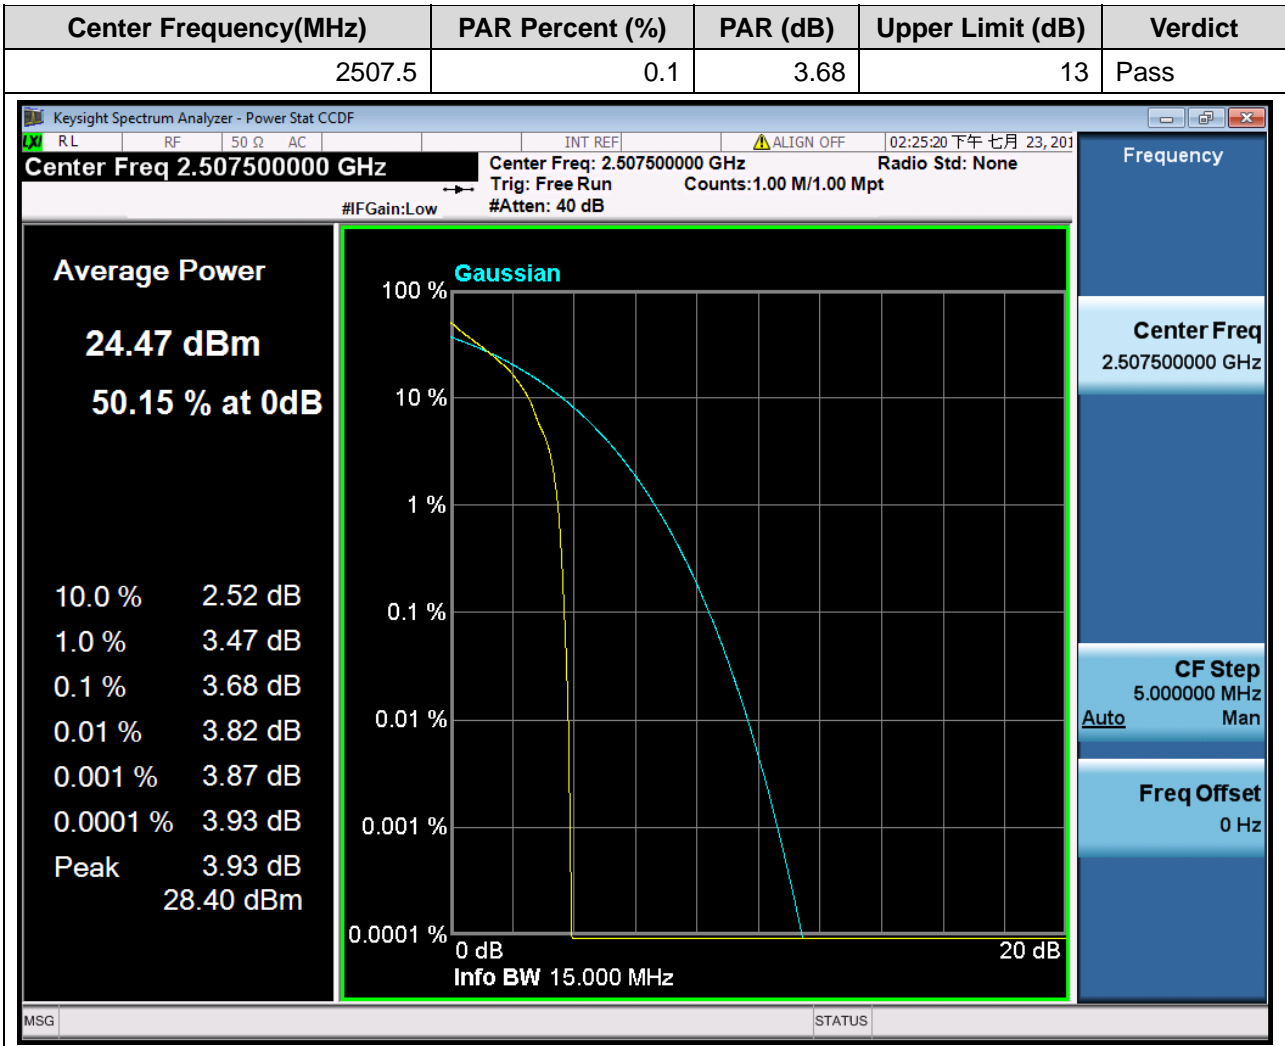 Center Frequency(MHz) PAR Percent (%) PAR (dB) Upper Limit (dB) Verdict
2507.5 0.1 3.68 13 Pass
Keysight Spectrum Analyzer - Power Stat CCDF
LXI RL RF 50 Ω AC INT REF ALIGN OFF 02:25:20 下午 七月 23, 201
Center Freq 2.507500000 GHz
Center Freq: 2.507500000 GHz Radio Std: None
Trig: Free Run Counts:1.00 M/1.00 Mpt
#IFGain:Low #Atten: 40 dB
Average Power
24.47 dBm
50.15 % at 0dB
10.0 % 2.52 dB
1.0 % 3.47 dB
0.1 % 3.68 dB
0.01 % 3.82 dB
0.001 % 3.87 dB
0.0001 % 3.93 dB
Peak 3.93 dB
28.40 dBm
Gaussian
100 %
10 %
1 %
0.1 %
0.01 %
0.001 %
0.0001 %
0 dB 20 dB
Info BW 15.000 MHz
Frequency
Center Freq
2.507500000 GHz
CF Step
5.000000 MHz
Auto Man
Freq Offset
0 Hz
MSG STATUS